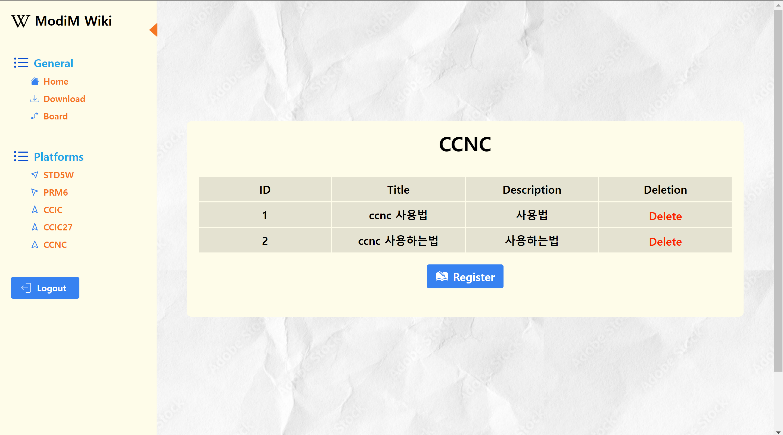 ModiM Wiki
General
Home
Download
Board
Platforms
STD5W
PRM6
CCIC
CCIC27
CCNC
Logout
CCNC
ID Title Description Deletion
1 ccnc 사용법 사용법 Delete
2 ccnc 사용하는법 사용하는법 Delete
Register